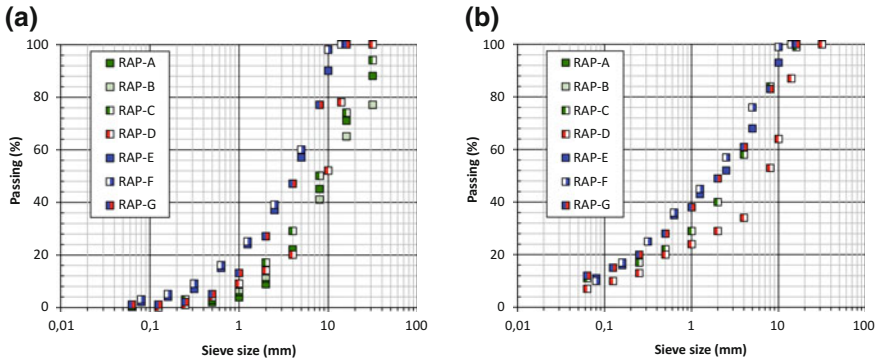 (a)
100
80
60
40
20
0
Passing (%)
RAP-A
RAP-B
RAP-C
RAP-D
RAP-E
RAP-F
RAP-G
0,01
0,1
1
10
100
Sieve size (mm)
(b)
100
80
60
40
20
0
Passing (%)
RAP-A
RAP-B
RAP-C
RAP-D
RAP-E
RAP-F
RAP-G
0,01
0,1
1
10
100
Sieve size (mm)